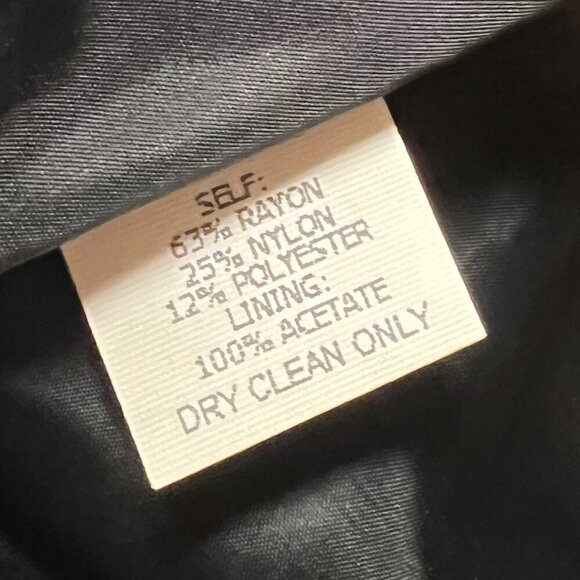 SELF:
63% RAYON
25% NYLON
12% POLYESTER
LINING:
100% ACETATE
DRY CLEAN ONLY